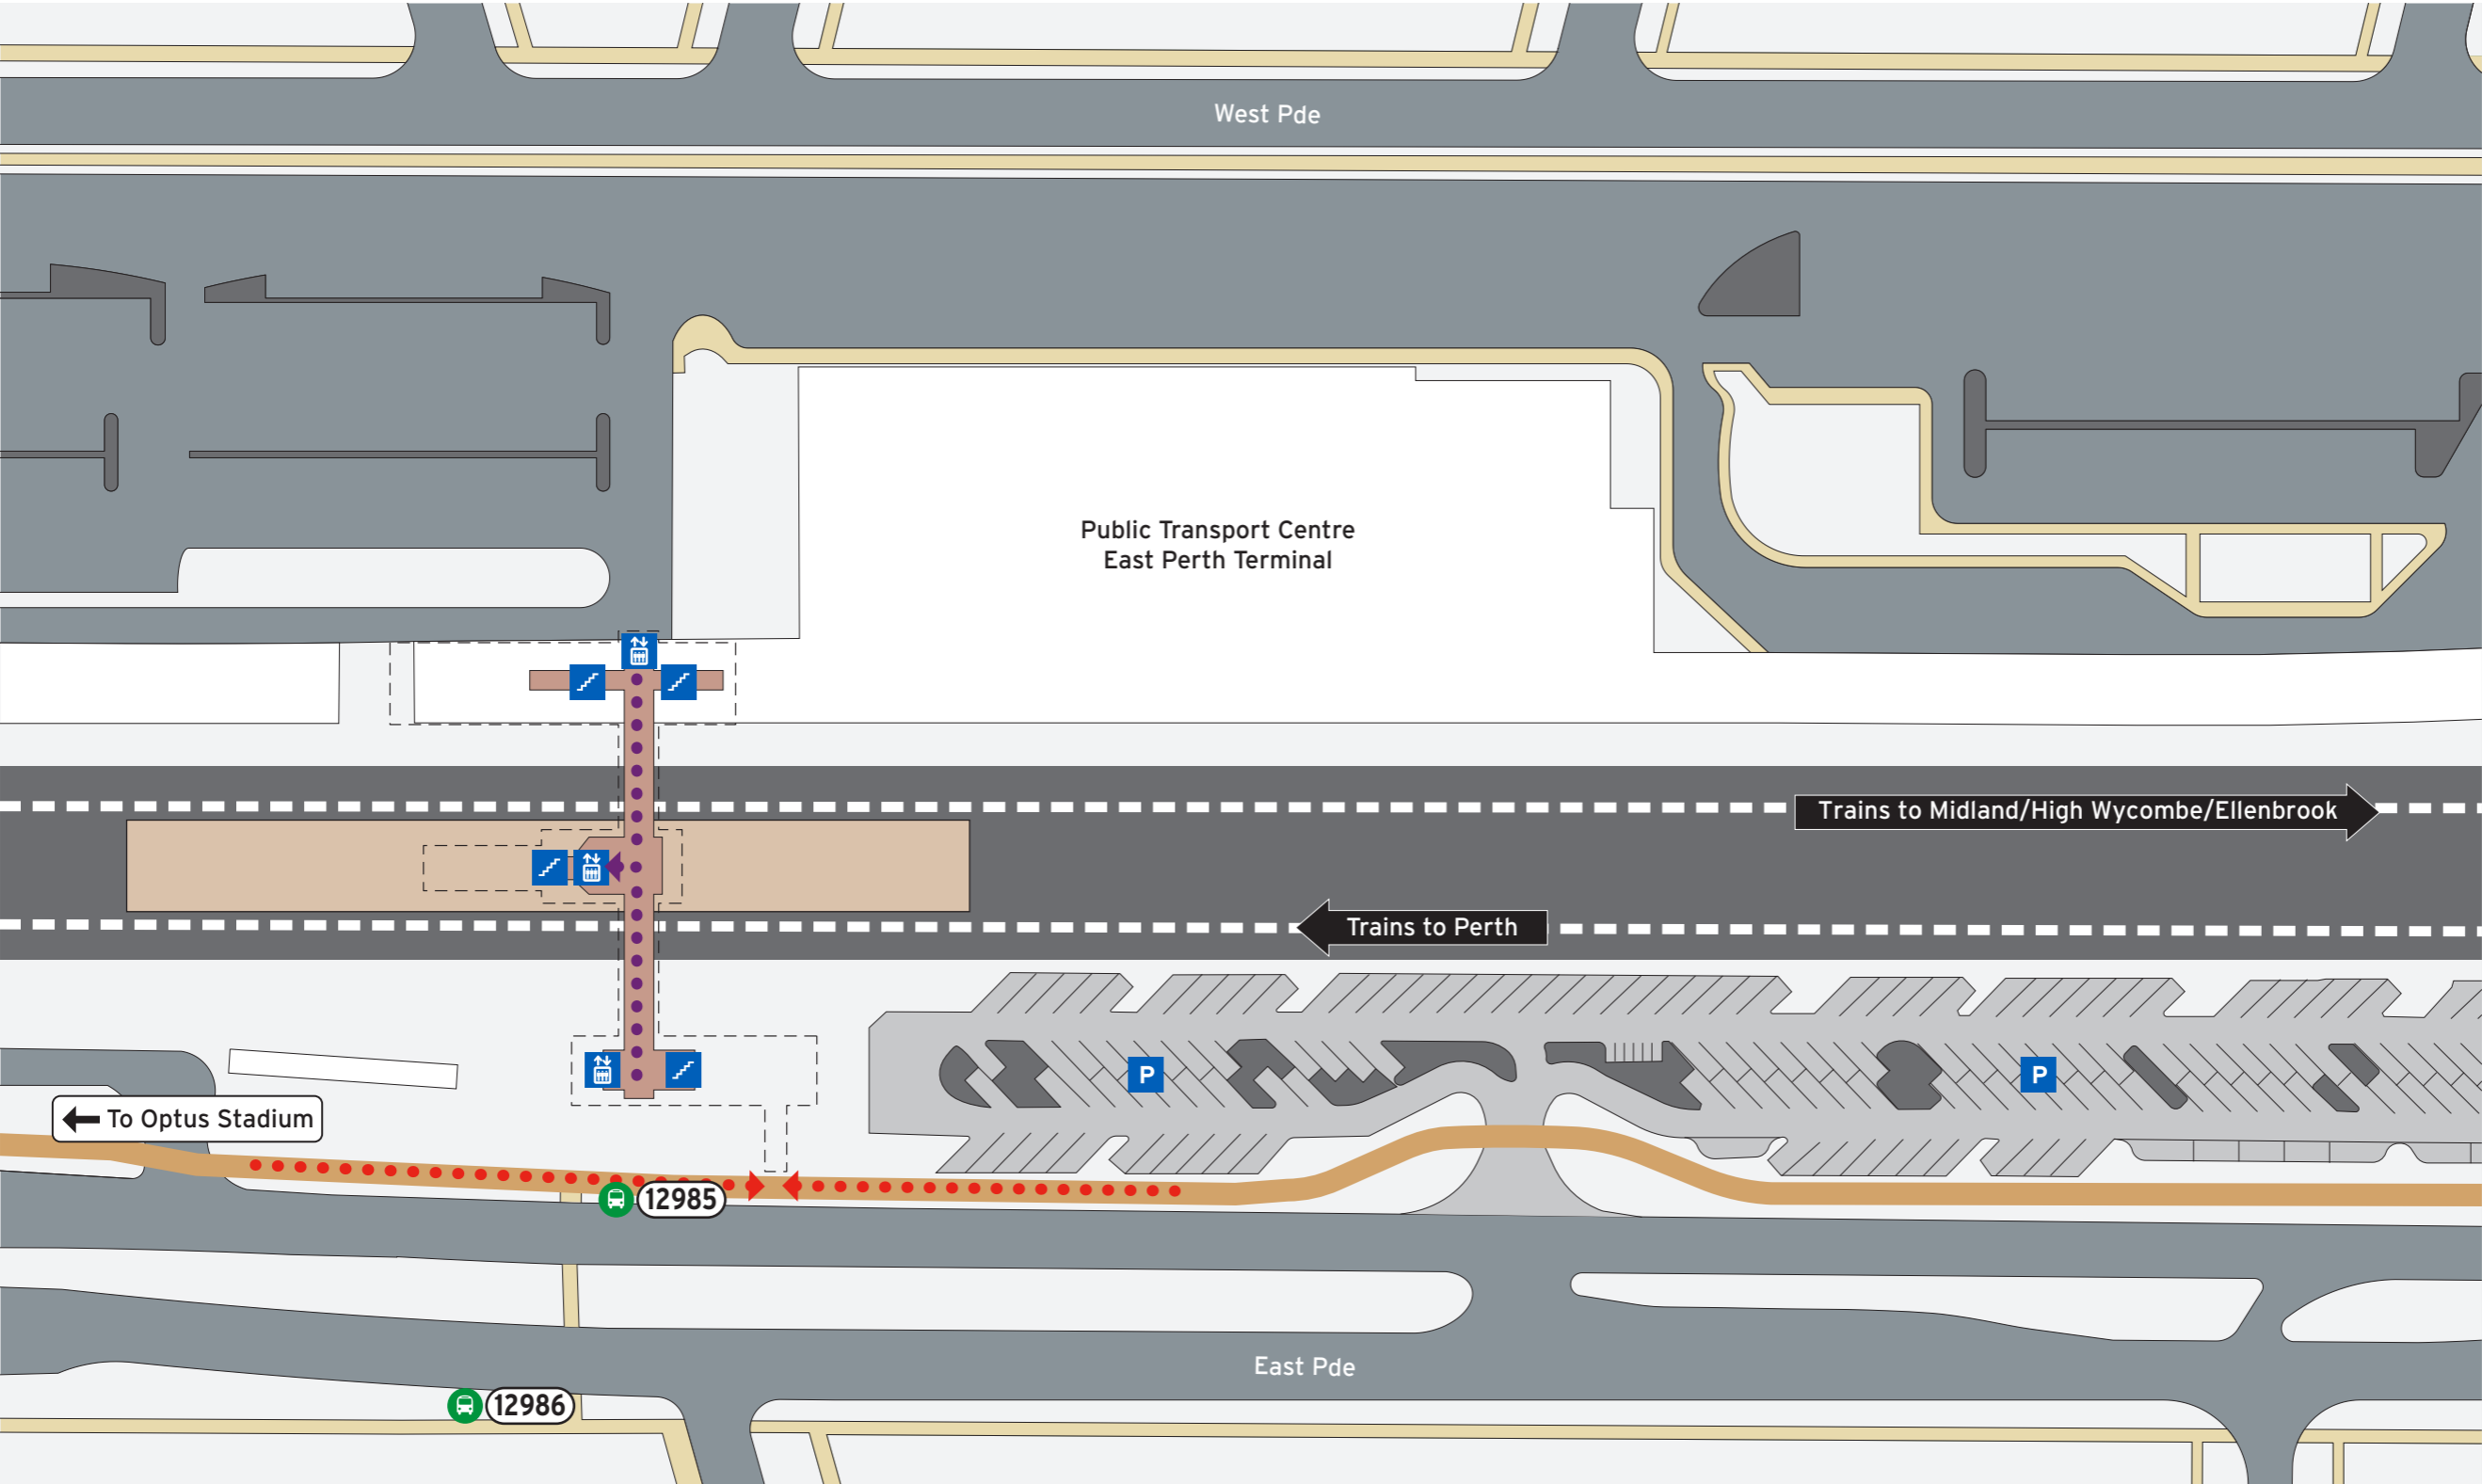 West Pde
Public Transport Centre
East Perth Terminal
Trains to Midland/High Wycombe/Ellenbrook
Trains to Perth
P
P
To Optus Stadium
12985
East Pde
12986